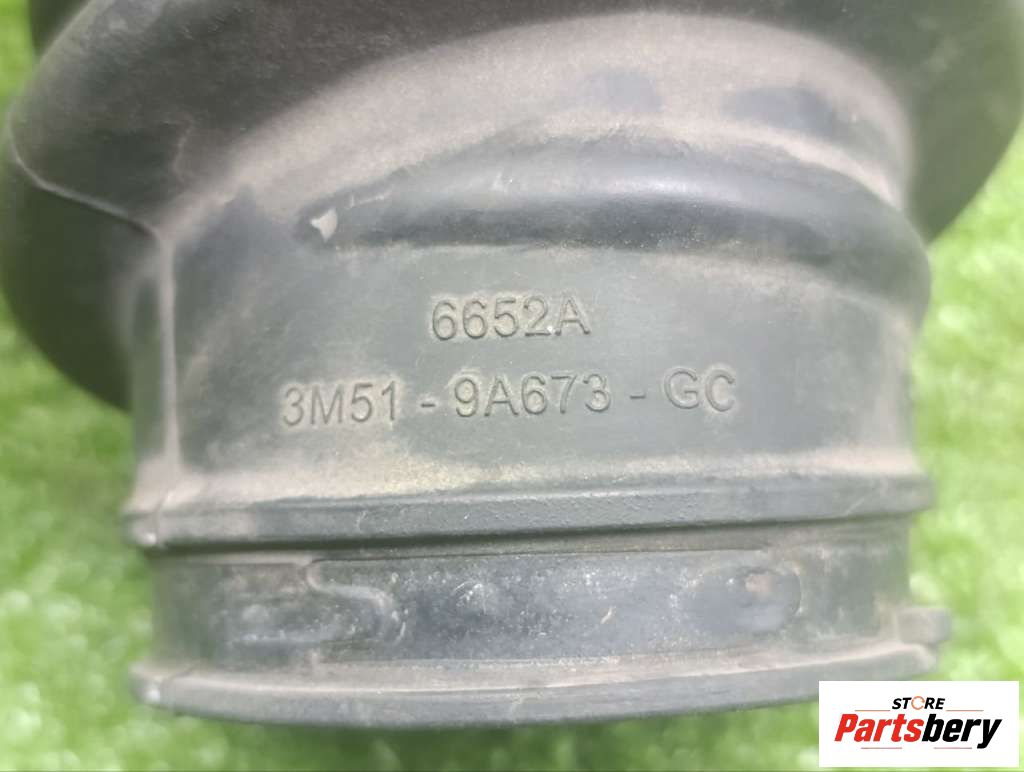 6652A
3M51 - 9A673 - GC
STORE
Partsbery